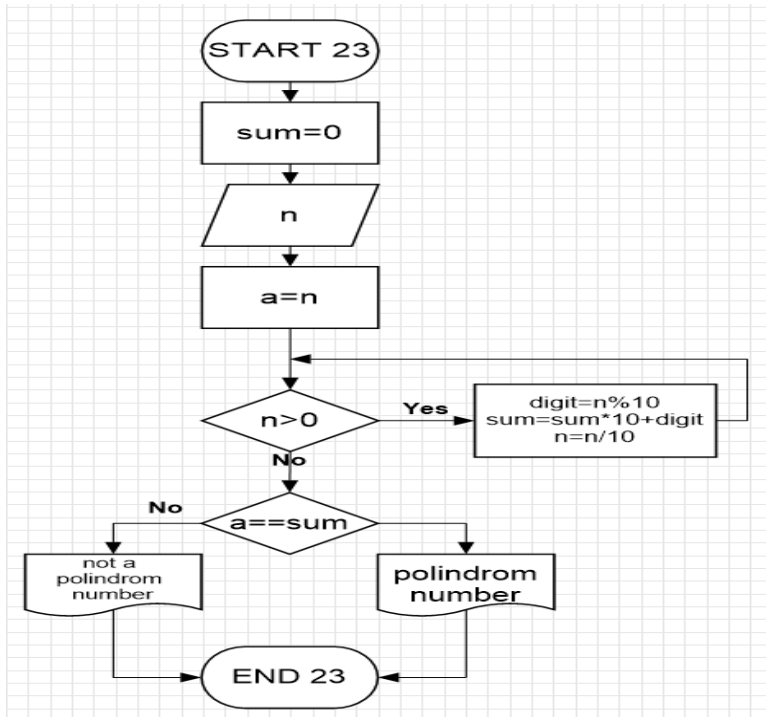 START 23
sum=0
n
a=n
n>0
Yes
digit=n%10
sum=sum*10+digit
n=n/10
No
a==sum
No
not a
polindrom
number
polindrom
number
END 23